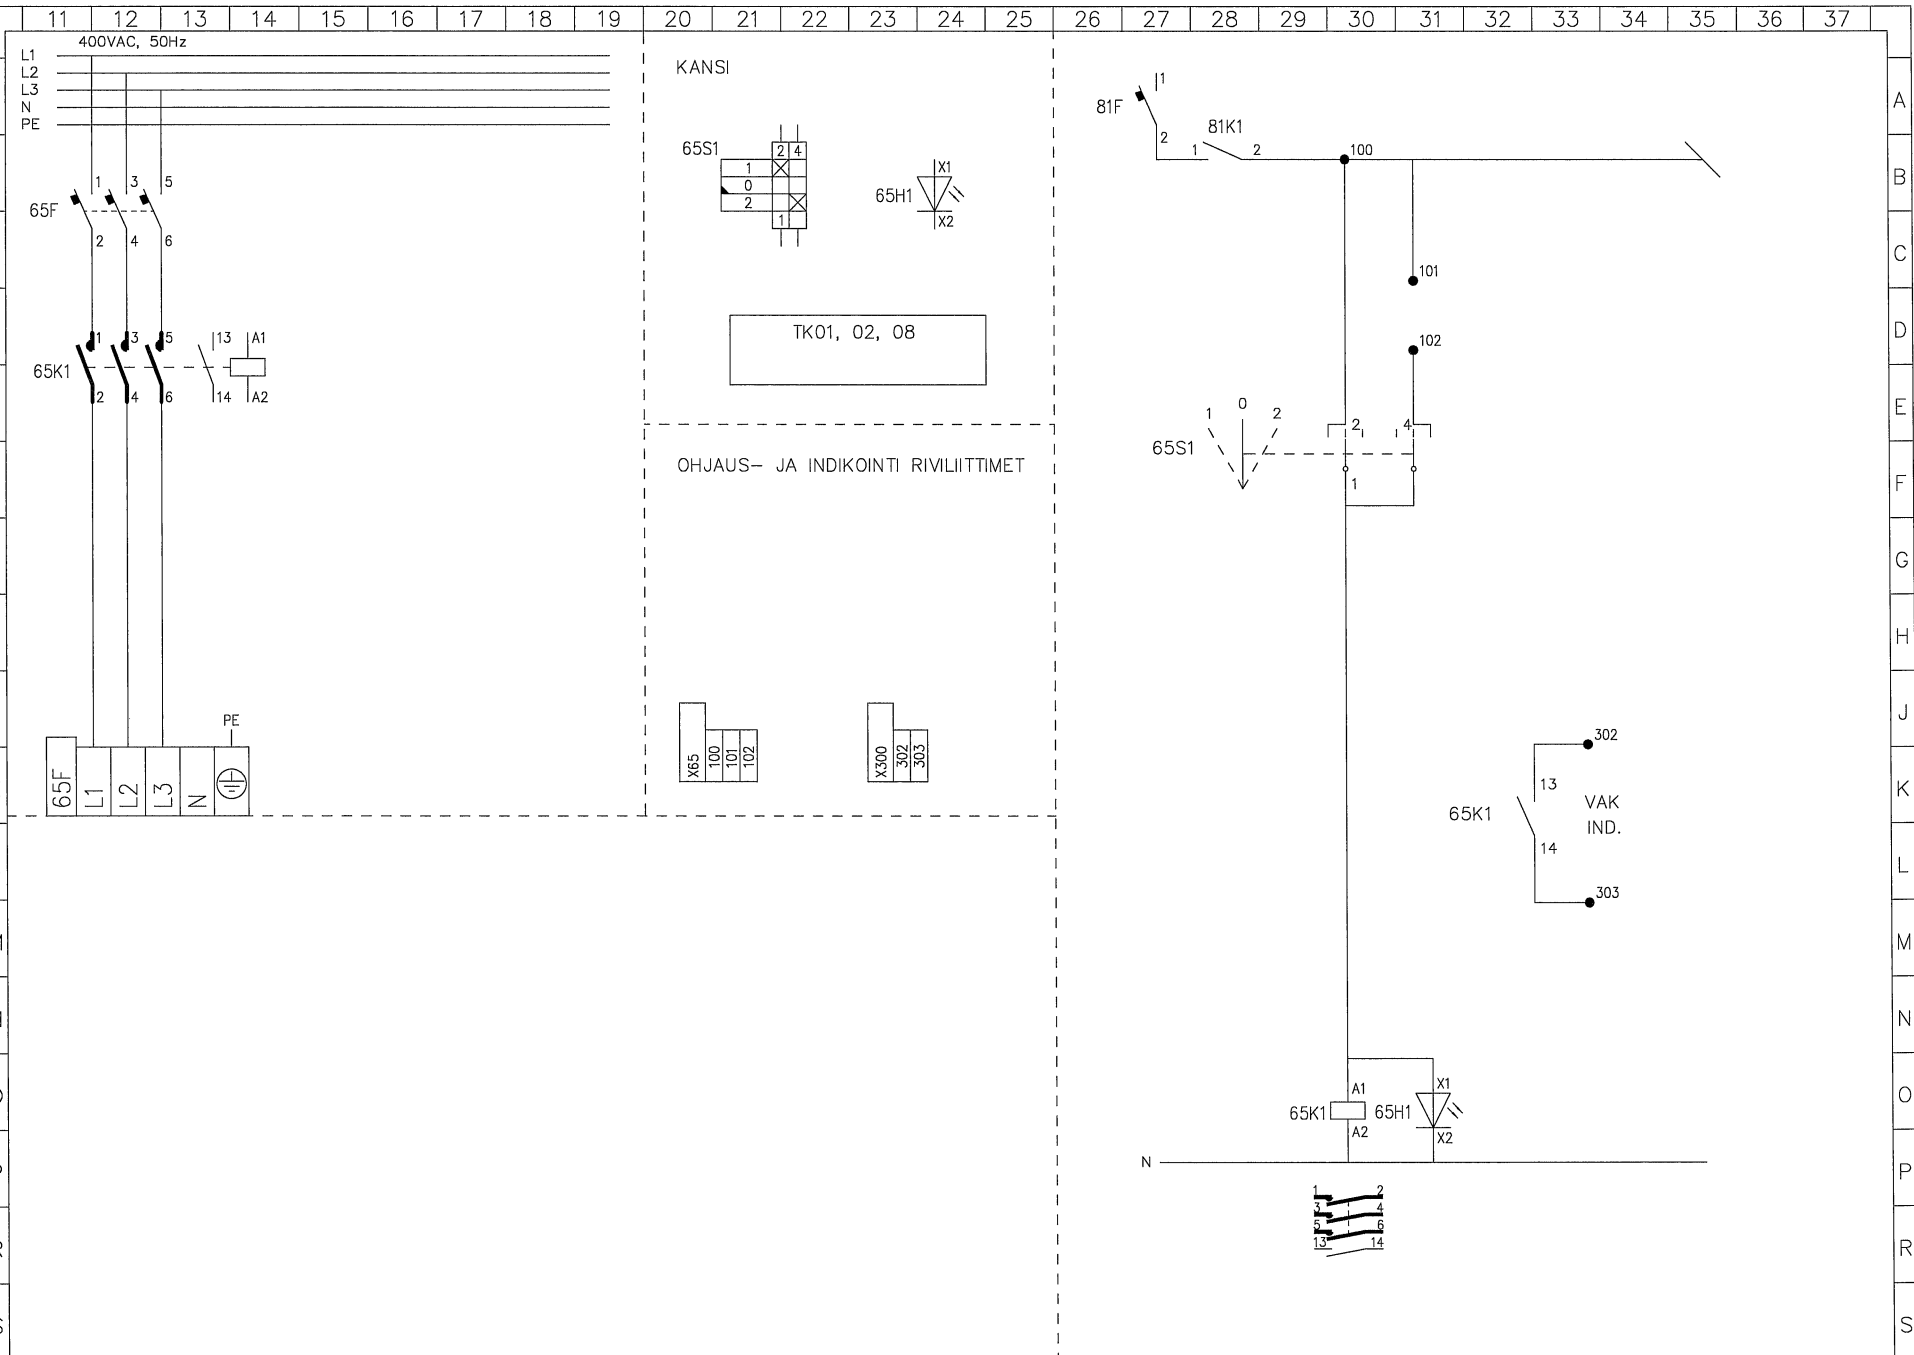 11 12 13 14 15 16 17 18 19 20 21 22 23 24 25 26 27 28 29 30 31 32 33 34 35 36 37
400VAC, 50Hz
L1
L2
L3
N
PE
1 3 5
65F
2 4 6
1 3 5 13 A1
65K1
2 4 6 14 A2
PE
65F L1 L2 L3 N
KANSI
65S1
2 4
1
0
2
1
X1
65H1
X2
TK01, 02, 08
OHJAUS- JA INDIKOINTI RIVILIITTIMET
X65 100 101 102
X300 302 303
1
81F
2
81K1
1 2
100
101
102
1 0 2
65S1
2 4
1
302
13
65K1
VAK
IND.
14
303
A1
65K1
A2
X1
65H1
X2
N
1 2
3 4
5 6
13 14
A
B
C
D
E
F
G
H
J
K
L
M
N
O
P
R
S